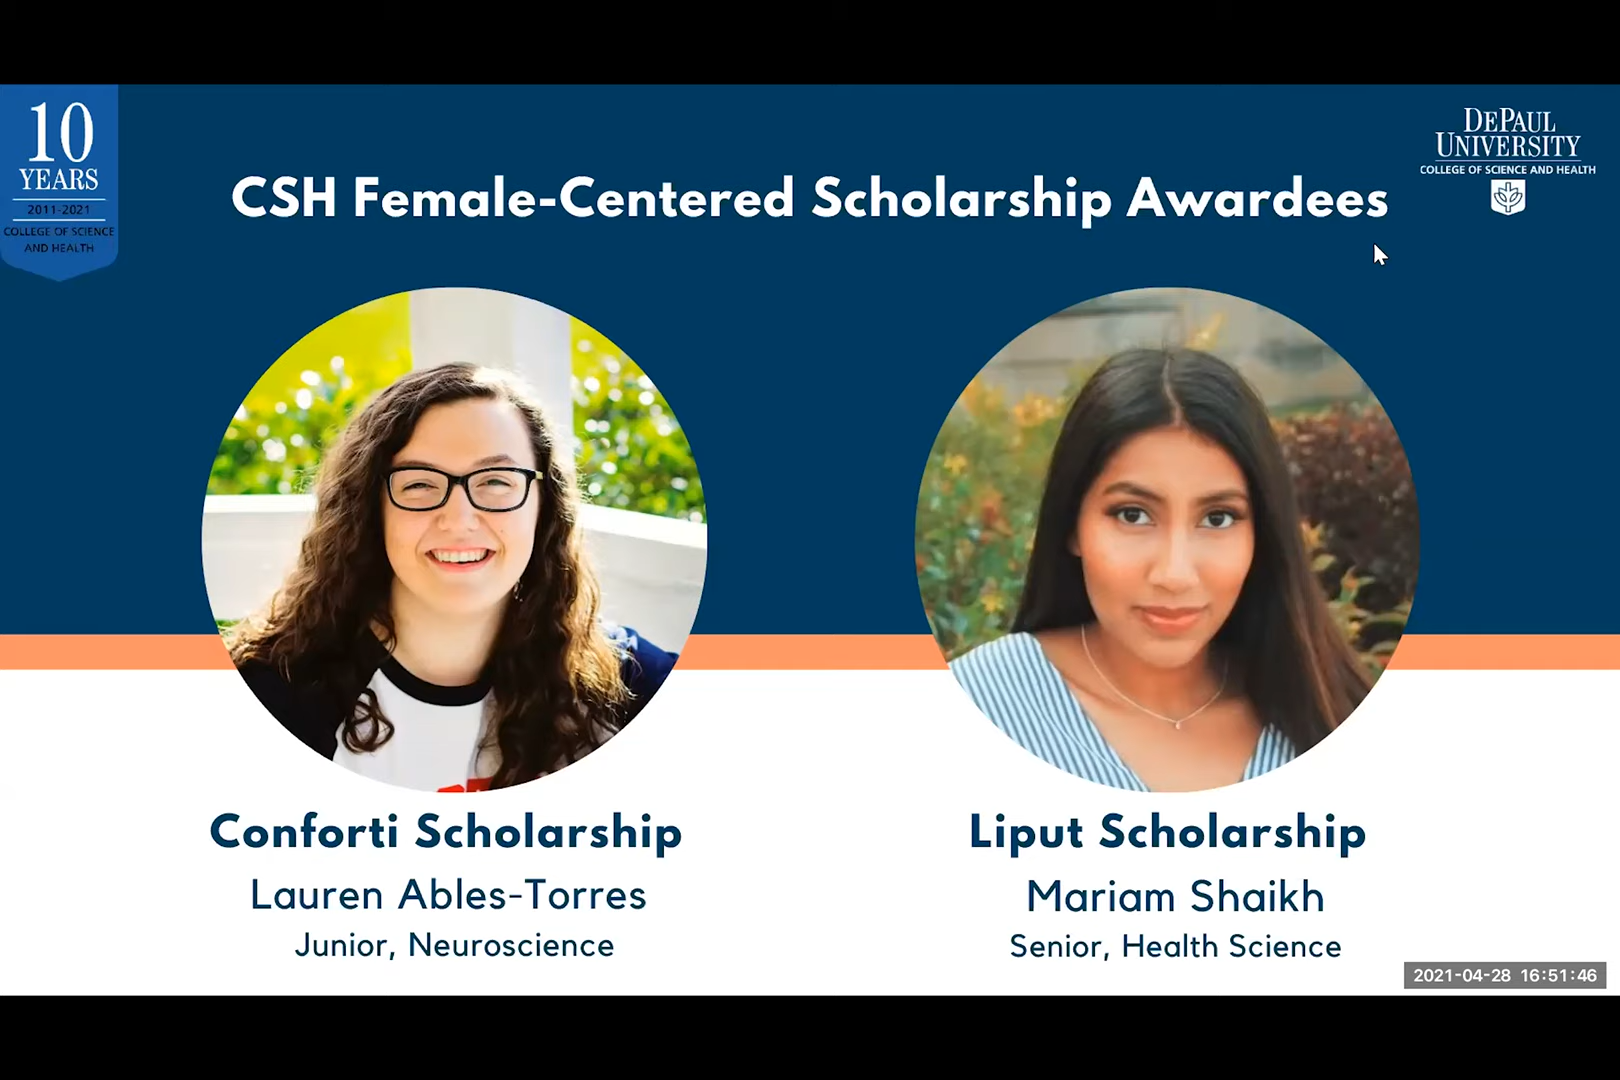 10
YEARS
2011-2021
COLLEGE OF SCIENCE
AND HEALTH
DEPAUL
UNIVERSITY
COLLEGE OF SCIENCE AND HEALTH
CSH Female-Centered Scholarship Awardees
Conforti Scholarship
Lauren Ables-Torres
Junior, Neuroscience
Liput Scholarship
Mariam Shaikh
Senior, Health Science
2021-04-28 16:51:46